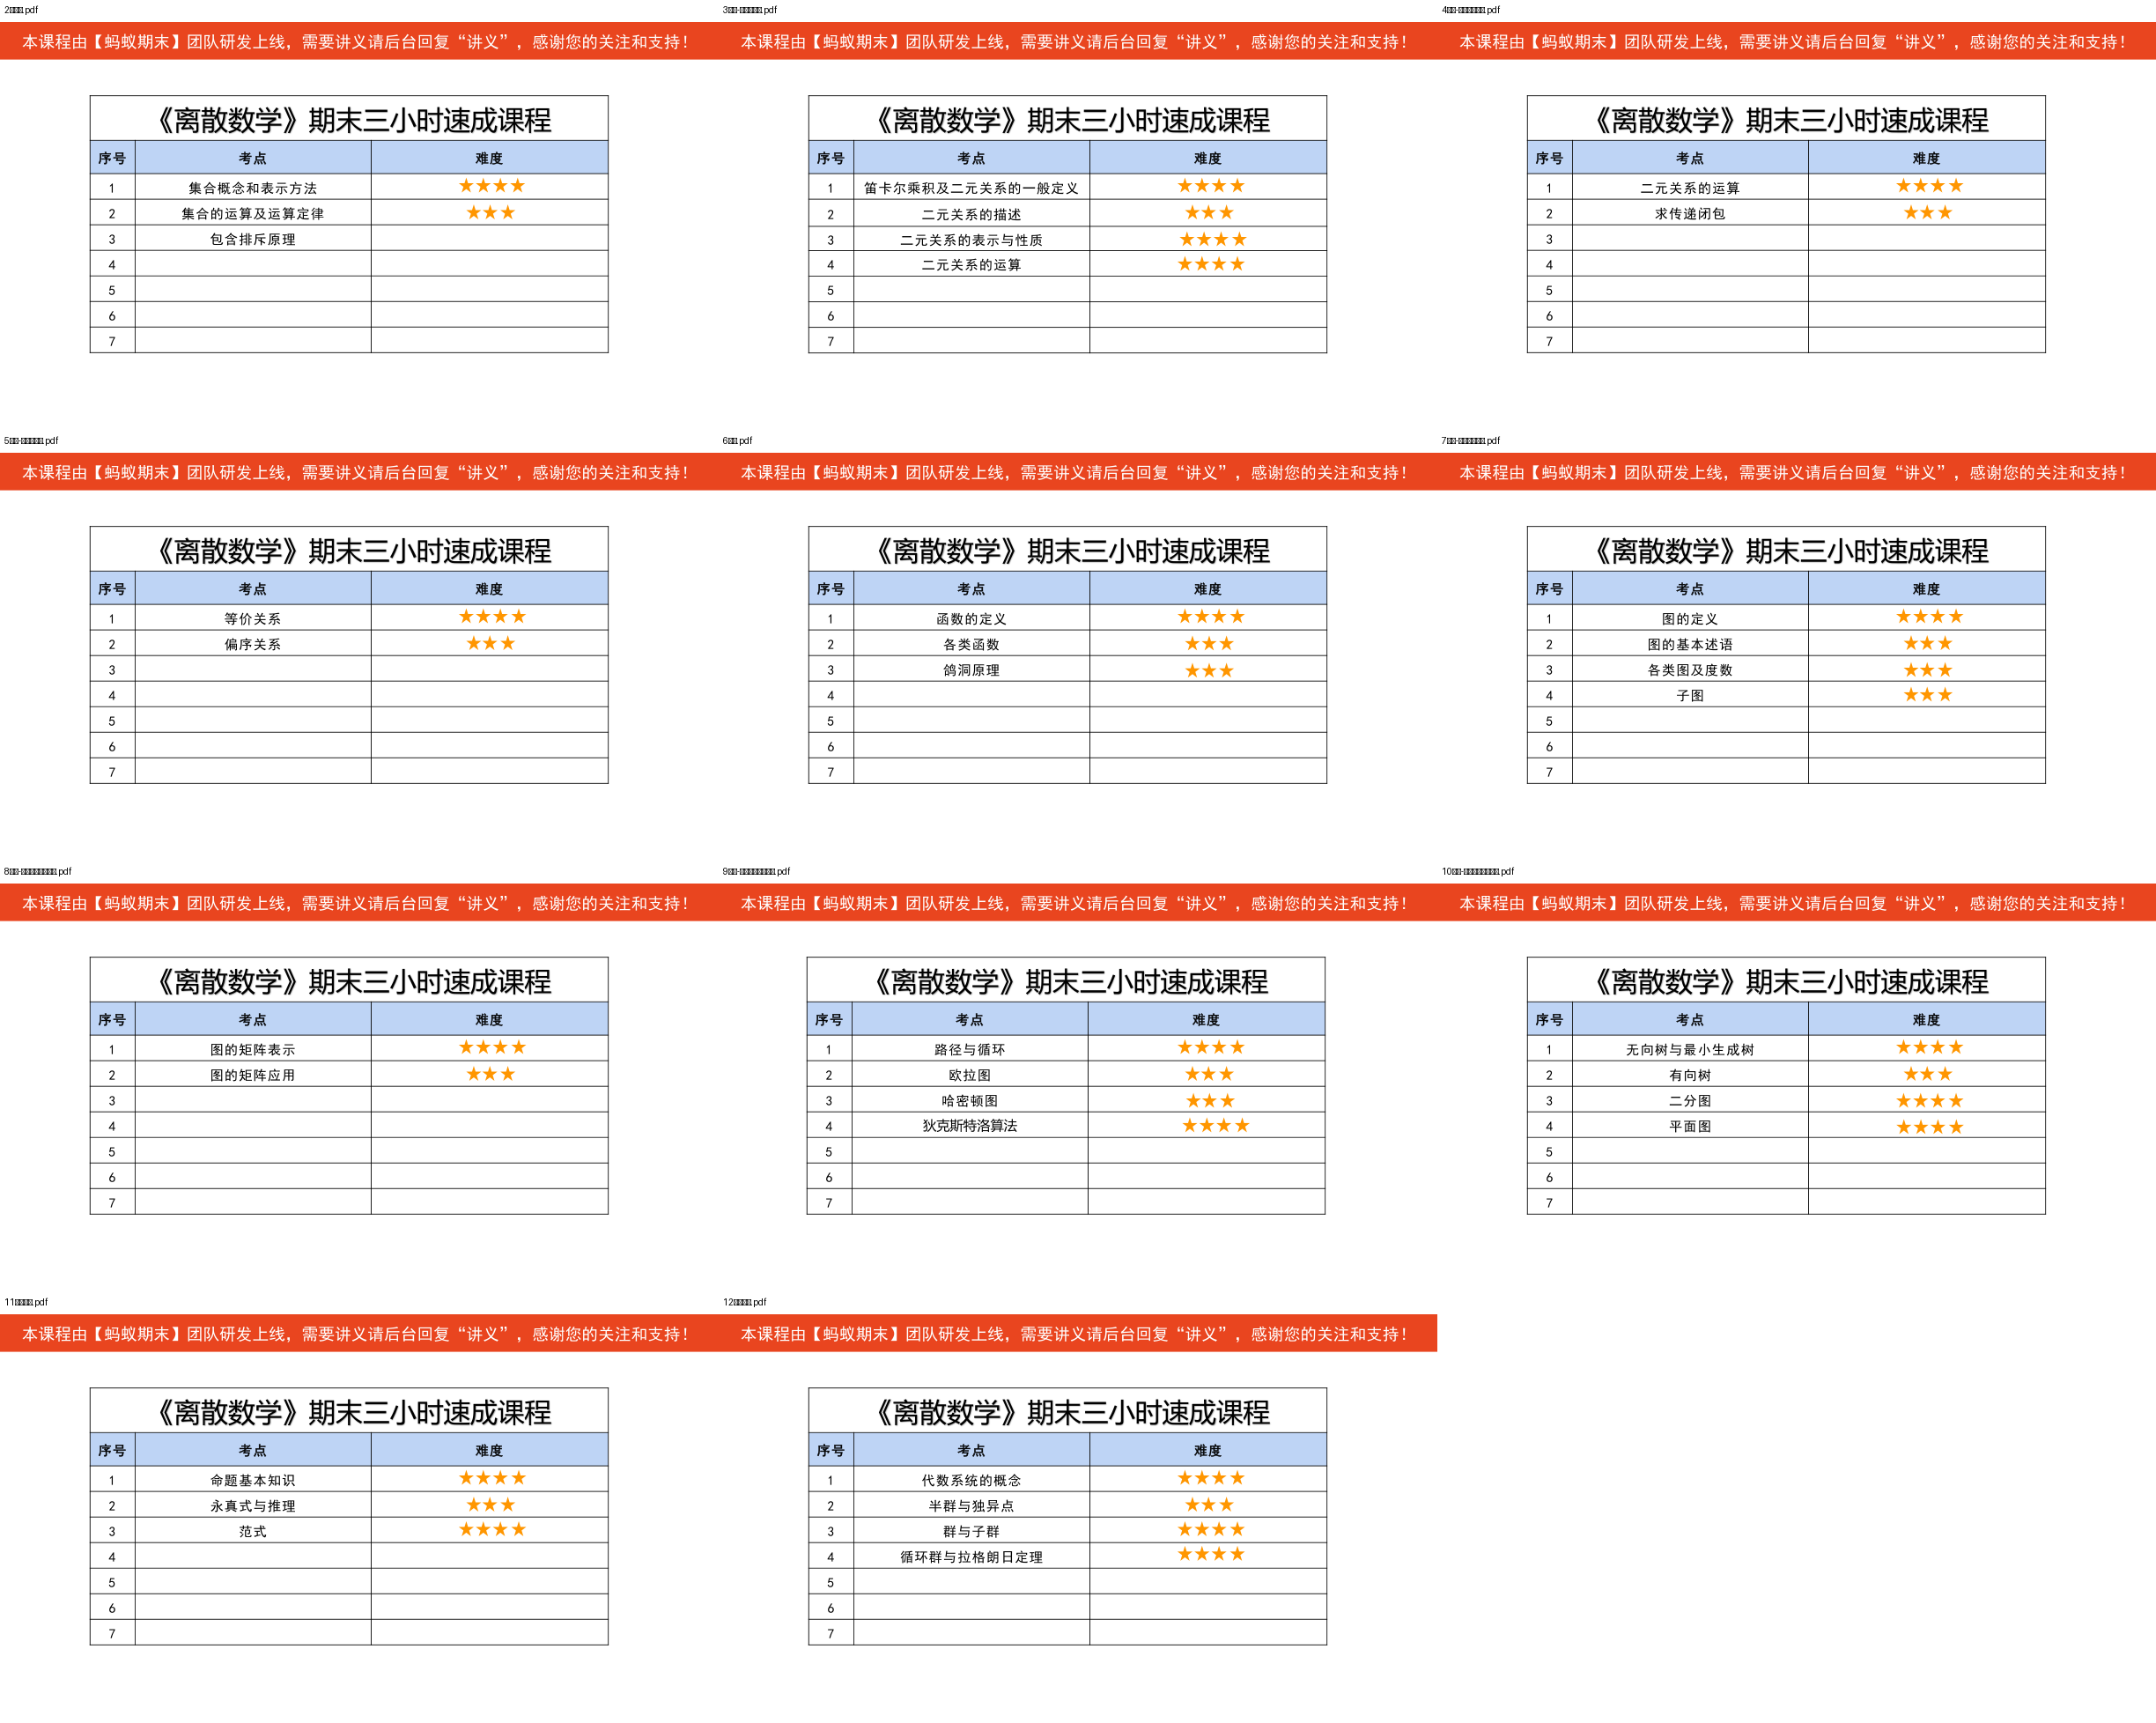 2.pdf
本课程由【蚂蚁期末】团队研发上线，需要讲义请后台回复“讲义”，感谢您的关注和支持！
《离散数学》期末三小时速成课程
序号 考点 难度
1 集合概念和表示方法 ★★★★
2 集合的运算及运算定律 ★★★
3 包含排斥原理
4
5
6
7
3-.pdf
本课程由【蚂蚁期末】团队研发上线，需要讲义请后台回复“讲义”，感谢您的关注和支持！
《离散数学》期末三小时速成课程
序号 考点 难度
1 笛卡尔乘积及二元关系的一般定义 ★★★★
2 二元关系的描述 ★★★
3 二元关系的表示与性质 ★★★★
4 二元关系的运算 ★★★★
5
6
7
4-.pdf
本课程由【蚂蚁期末】团队研发上线，需要讲义请后台回复“讲义”，感谢您的关注和支持！
《离散数学》期末三小时速成课程
序号 考点 难度
1 二元关系的运算 ★★★★
2 求传递闭包 ★★★
3
4
5
6
7
5-.pdf
本课程由【蚂蚁期末】团队研发上线，需要讲义请后台回复“讲义”，感谢您的关注和支持！
《离散数学》期末三小时速成课程
序号 考点 难度
1 等价关系 ★★★★
2 偏序关系 ★★★
3
4
5
6
7
6.pdf
本课程由【蚂蚁期末】团队研发上线，需要讲义请后台回复“讲义”，感谢您的关注和支持！
《离散数学》期末三小时速成课程
序号 考点 难度
1 函数的定义 ★★★★
2 各类函数 ★★★
3 鸽洞原理 ★★★
4
5
6
7
7-.pdf
本课程由【蚂蚁期末】团队研发上线，需要讲义请后台回复“讲义”，感谢您的关注和支持！
《离散数学》期末三小时速成课程
序号 考点 难度
1 图的定义 ★★★★
2 图的基本述语 ★★★
3 各类图及度数 ★★★
4 子图 ★★★
5
6
7
8-.pdf
本课程由【蚂蚁期末】团队研发上线，需要讲义请后台回复“讲义”，感谢您的关注和支持！
《离散数学》期末三小时速成课程
序号 考点 难度
1 图的矩阵表示 ★★★★
2 图的矩阵应用 ★★★
3
4
5
6
7
9-.pdf
本课程由【蚂蚁期末】团队研发上线，需要讲义请后台回复“讲义”，感谢您的关注和支持！
《离散数学》期末三小时速成课程
序号 考点 难度
1 路径与循环 ★★★★
2 欧拉图 ★★★
3 哈密顿图 ★★★
4 狄克斯特洛算法 ★★★★
5
6
7
10-.pdf
本课程由【蚂蚁期末】团队研发上线，需要讲义请后台回复“讲义”，感谢您的关注和支持！
《离散数学》期末三小时速成课程
序号 考点 难度
1 无向树与最小生成树 ★★★★
2 有向树 ★★★
3 二分图 ★★★★
4 平面图 ★★★★
5
6
7
11.pdf
本课程由【蚂蚁期末】团队研发上线，需要讲义请后台回复“讲义”，感谢您的关注和支持！
《离散数学》期末三小时速成课程
序号 考点 难度
1 命题基本知识 ★★★★
2 永真式与推理 ★★★
3 范式 ★★★★
4
5
6
7
12.pdf
本课程由【蚂蚁期末】团队研发上线，需要讲义请后台回复“讲义”，感谢您的关注和支持！
《离散数学》期末三小时速成课程
序号 考点 难度
1 代数系统的概念 ★★★★
2 半群与独异点 ★★★
3 群与子群 ★★★★
4 循环群与拉格朗日定理 ★★★★
5
6
7